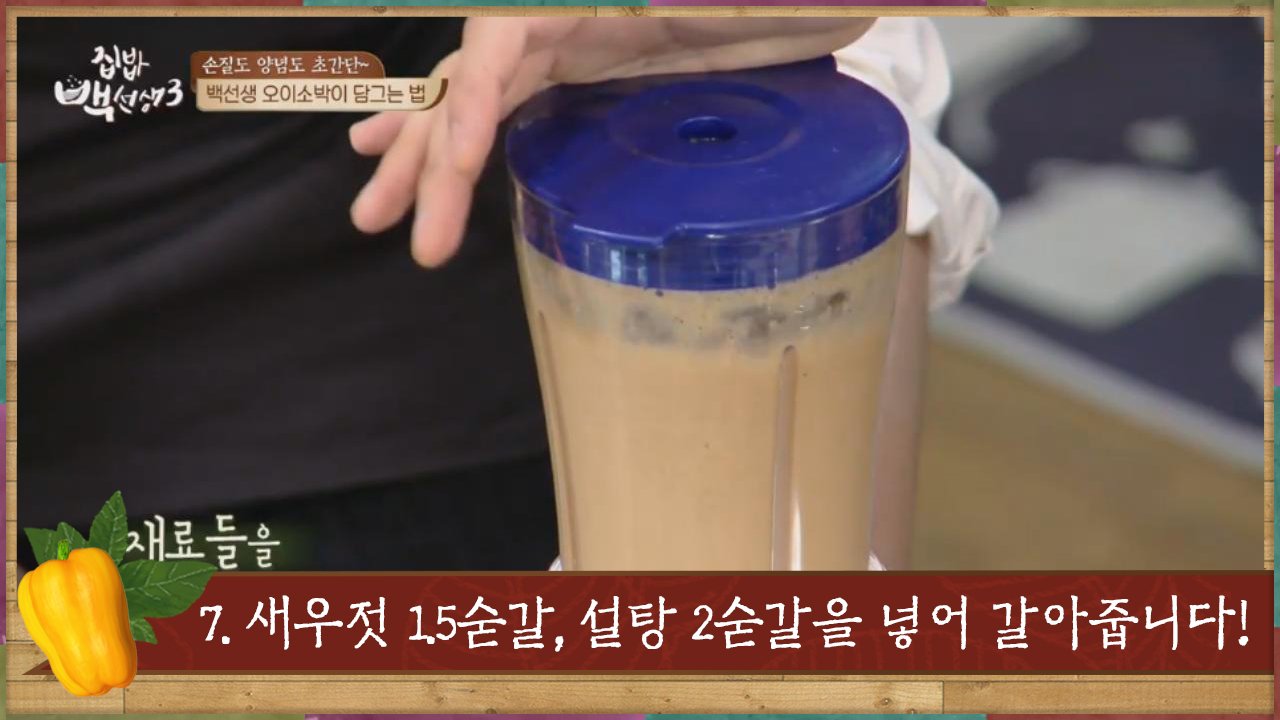 집밥
백선생3
손질도 양념도 초간단~
백선생 오이소박이 담그는 법
재료들을
7. 새우젓 1.5숟갈, 설탕 2숟갈을 넣어 갈아줍니다!